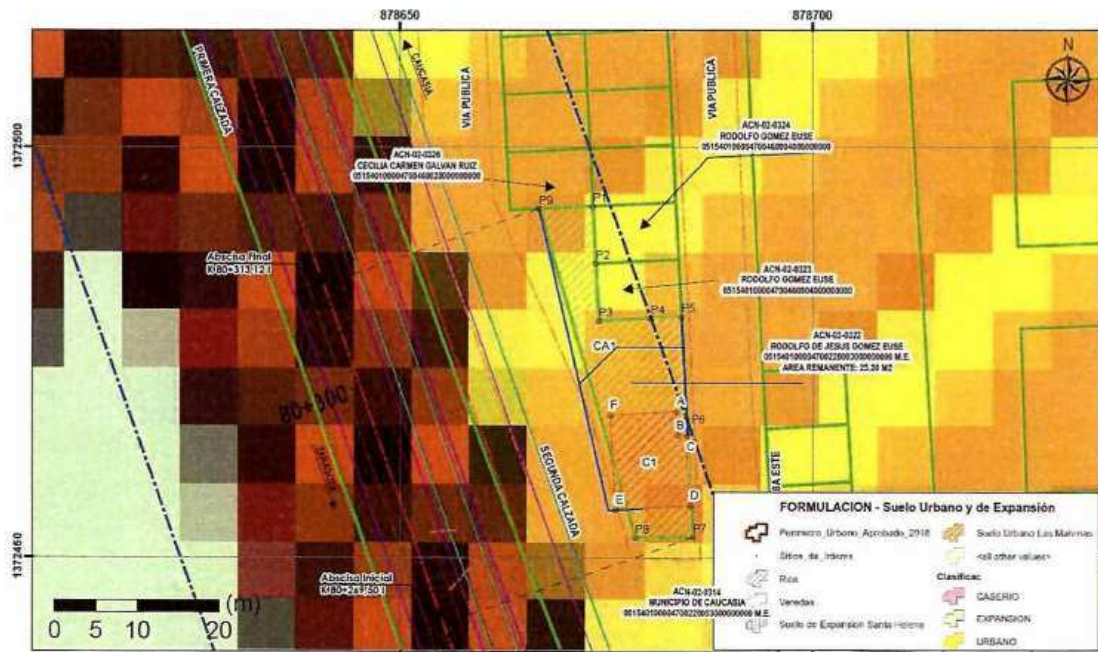 878650
878700
N
PRIMERA CALZADA
CAUCASIA
VIA PUBLICA
VIA PUBLICA
1372500
ACN-02-0324
RODOLFO GOMEZ EUSE
ACN-02-0326
CECILIA CARMEN GALVAN RUIZ
P9
P1
Abscisa Final
P2
ACN-02-0323
RODOLFO GOMEZ EUSE
P3
P4
P5
ACN-02-0322
RODOLFO DE JESUS GOMEZ EUSE
AREA REMANENTE: 25.20 M2
CA1
80+300
F
A
B
P6
C
C1
SEGUNDA CALZADA
E
D
P8
P7
Abscisa Inicial
ACN-02-0314
MUNICIPIO DE CAUCASIA
(m)
0 5 10 20
FORMULACION - Suelo Urbano y de Expansión
Perimetro_Urbano_Aprobado_2018
Sitios_de_Interes
Rios
Veredas
Suelo de Expansion Santa Helena
Suelo Urbano Las Malvinas
<all other values>
Clasificac
CASERIO
EXPANSION
URBANO